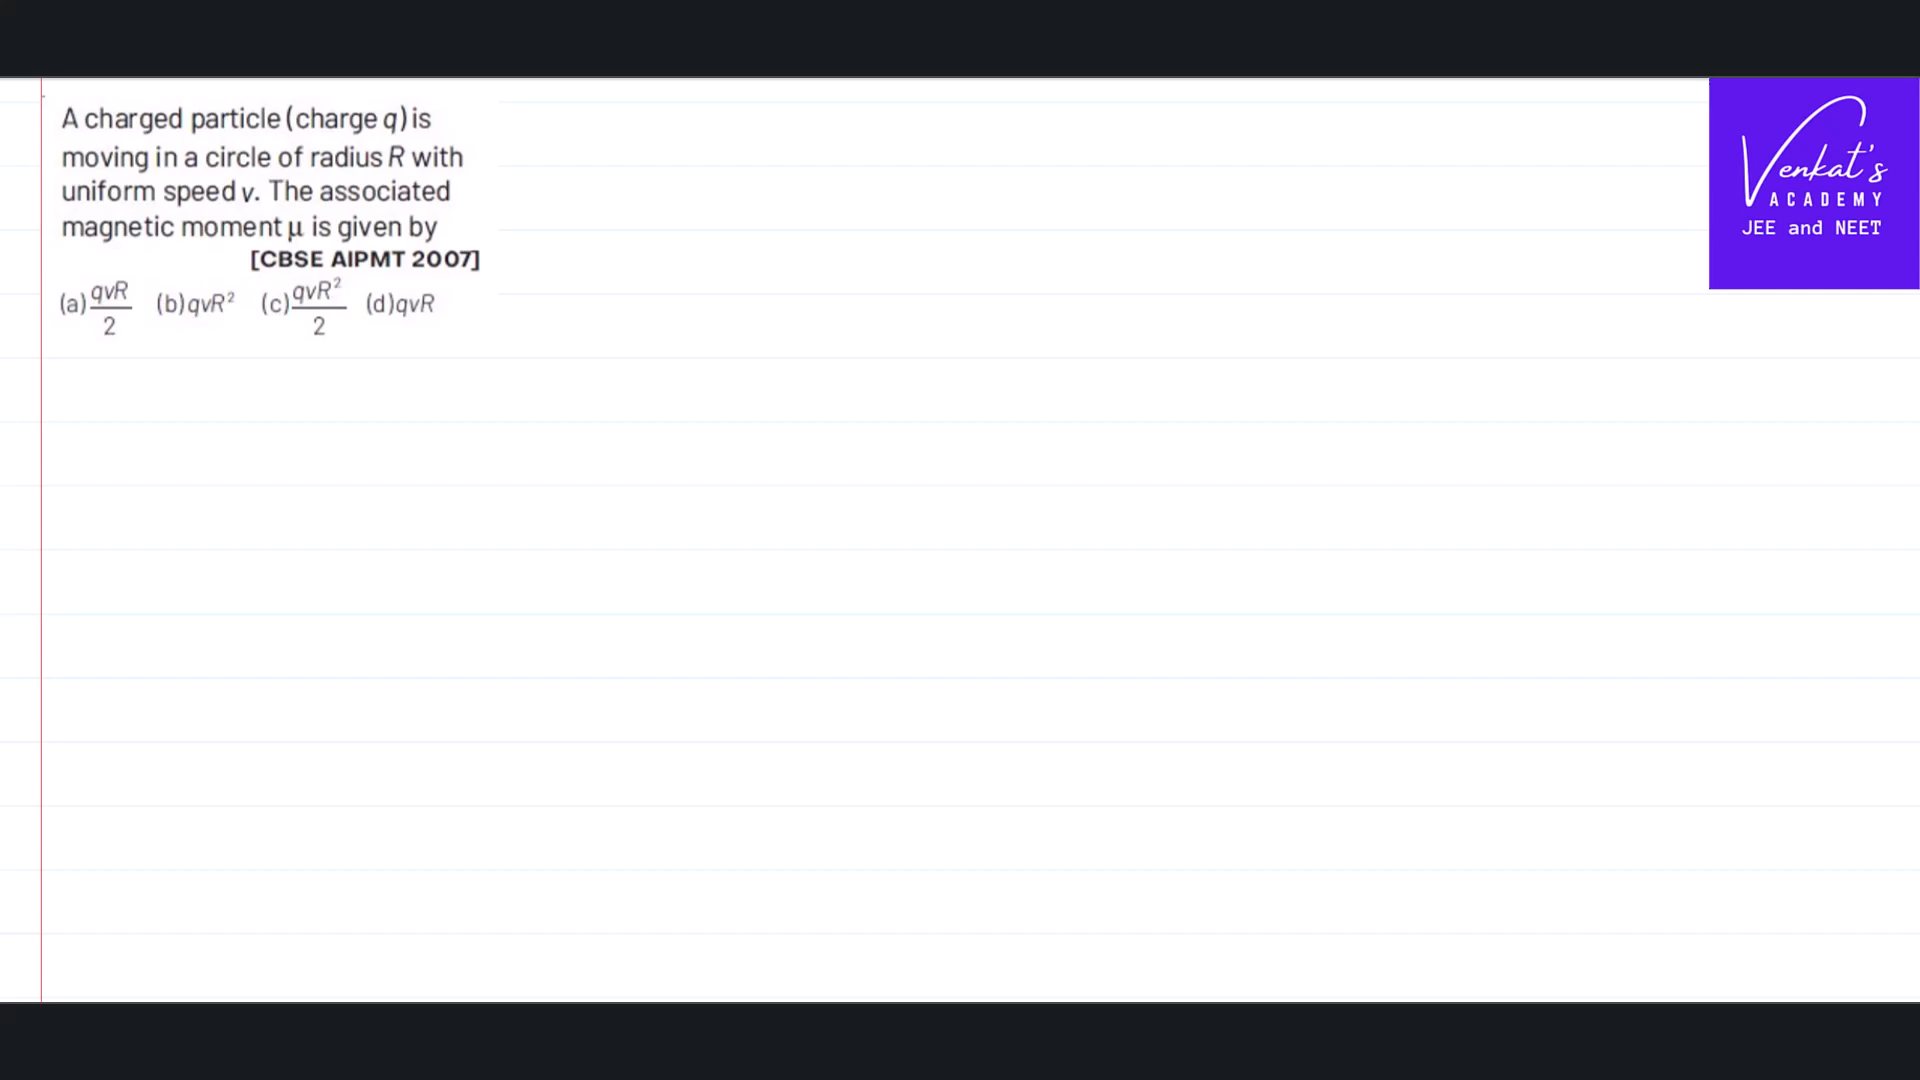 A charged particle (charge q) is
moving in a circle of radius R with
uniform speed v. The associated
magnetic moment μ is given by
[CBSE AIPMT 2007]
(a) qvR/2 (b) qvR² (c) qvR²/2 (d) qvR
Venkat's
ACADEMY
JEE and NEET